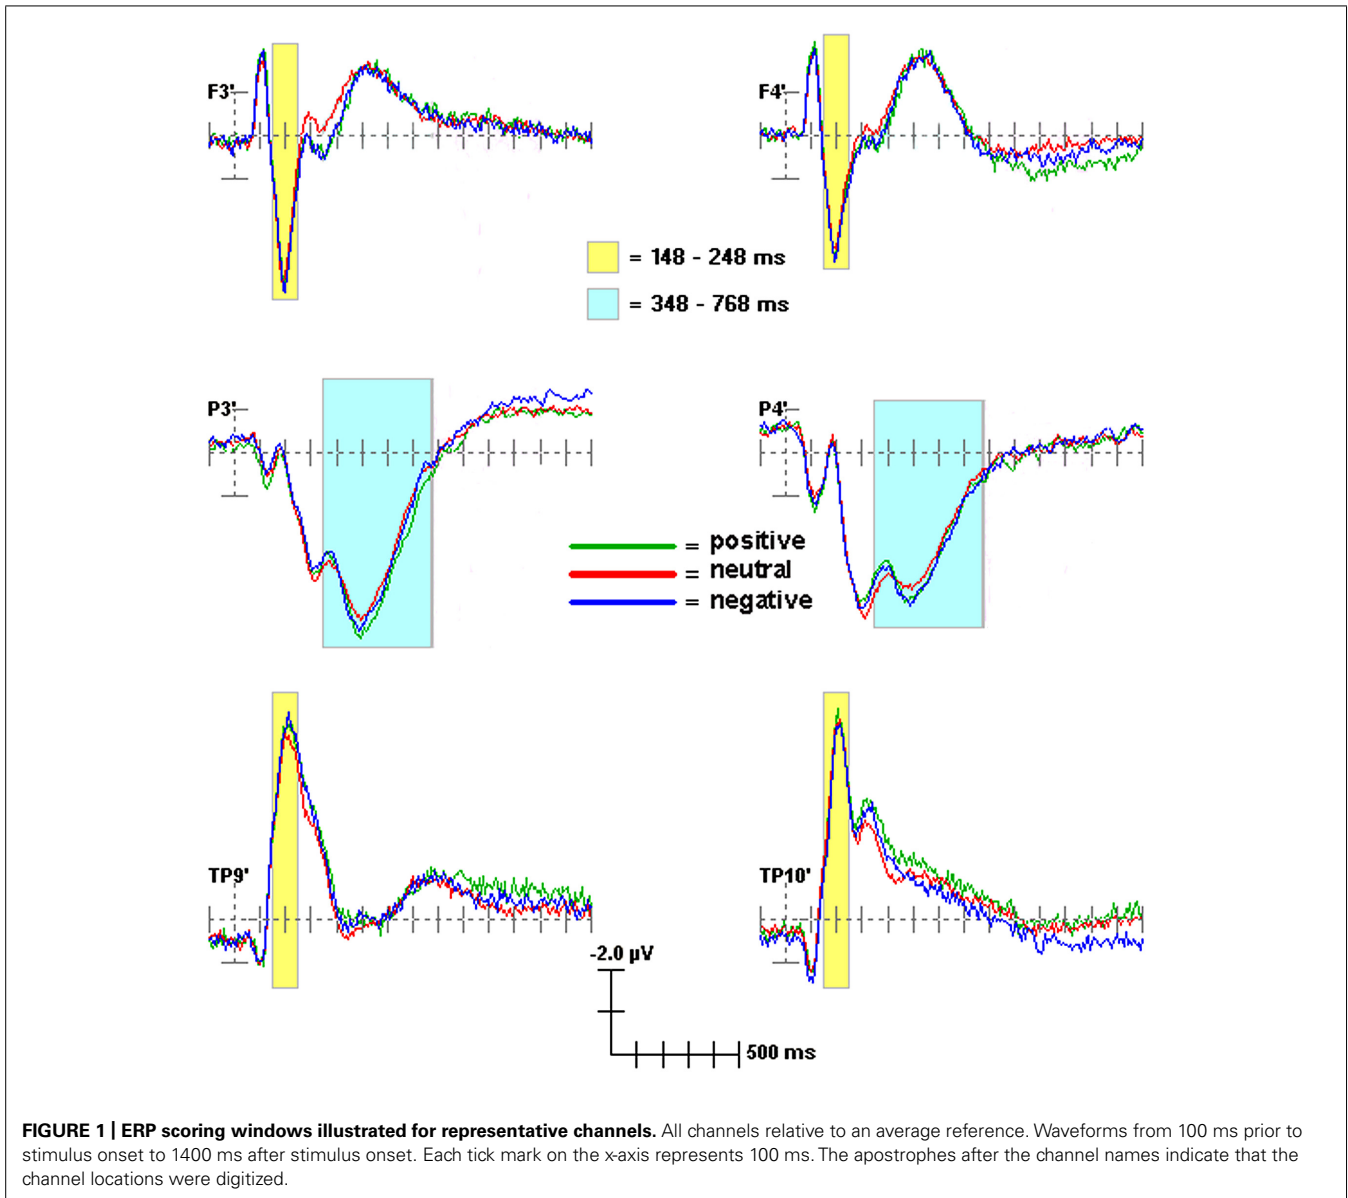 F3'
F4'
= 148 - 248 ms
= 348 - 768 ms
P3'
P4'
= positive
= neutral
= negative
TP9'
TP10'
-2.0 µV
500 ms
FIGURE 1 | ERP scoring windows illustrated for representative channels. All channels relative to an average reference. Waveforms from 100 ms prior to
stimulus onset to 1400 ms after stimulus onset. Each tick mark on the x-axis represents 100 ms. The apostrophes after the channel names indicate that the
channel locations were digitized.